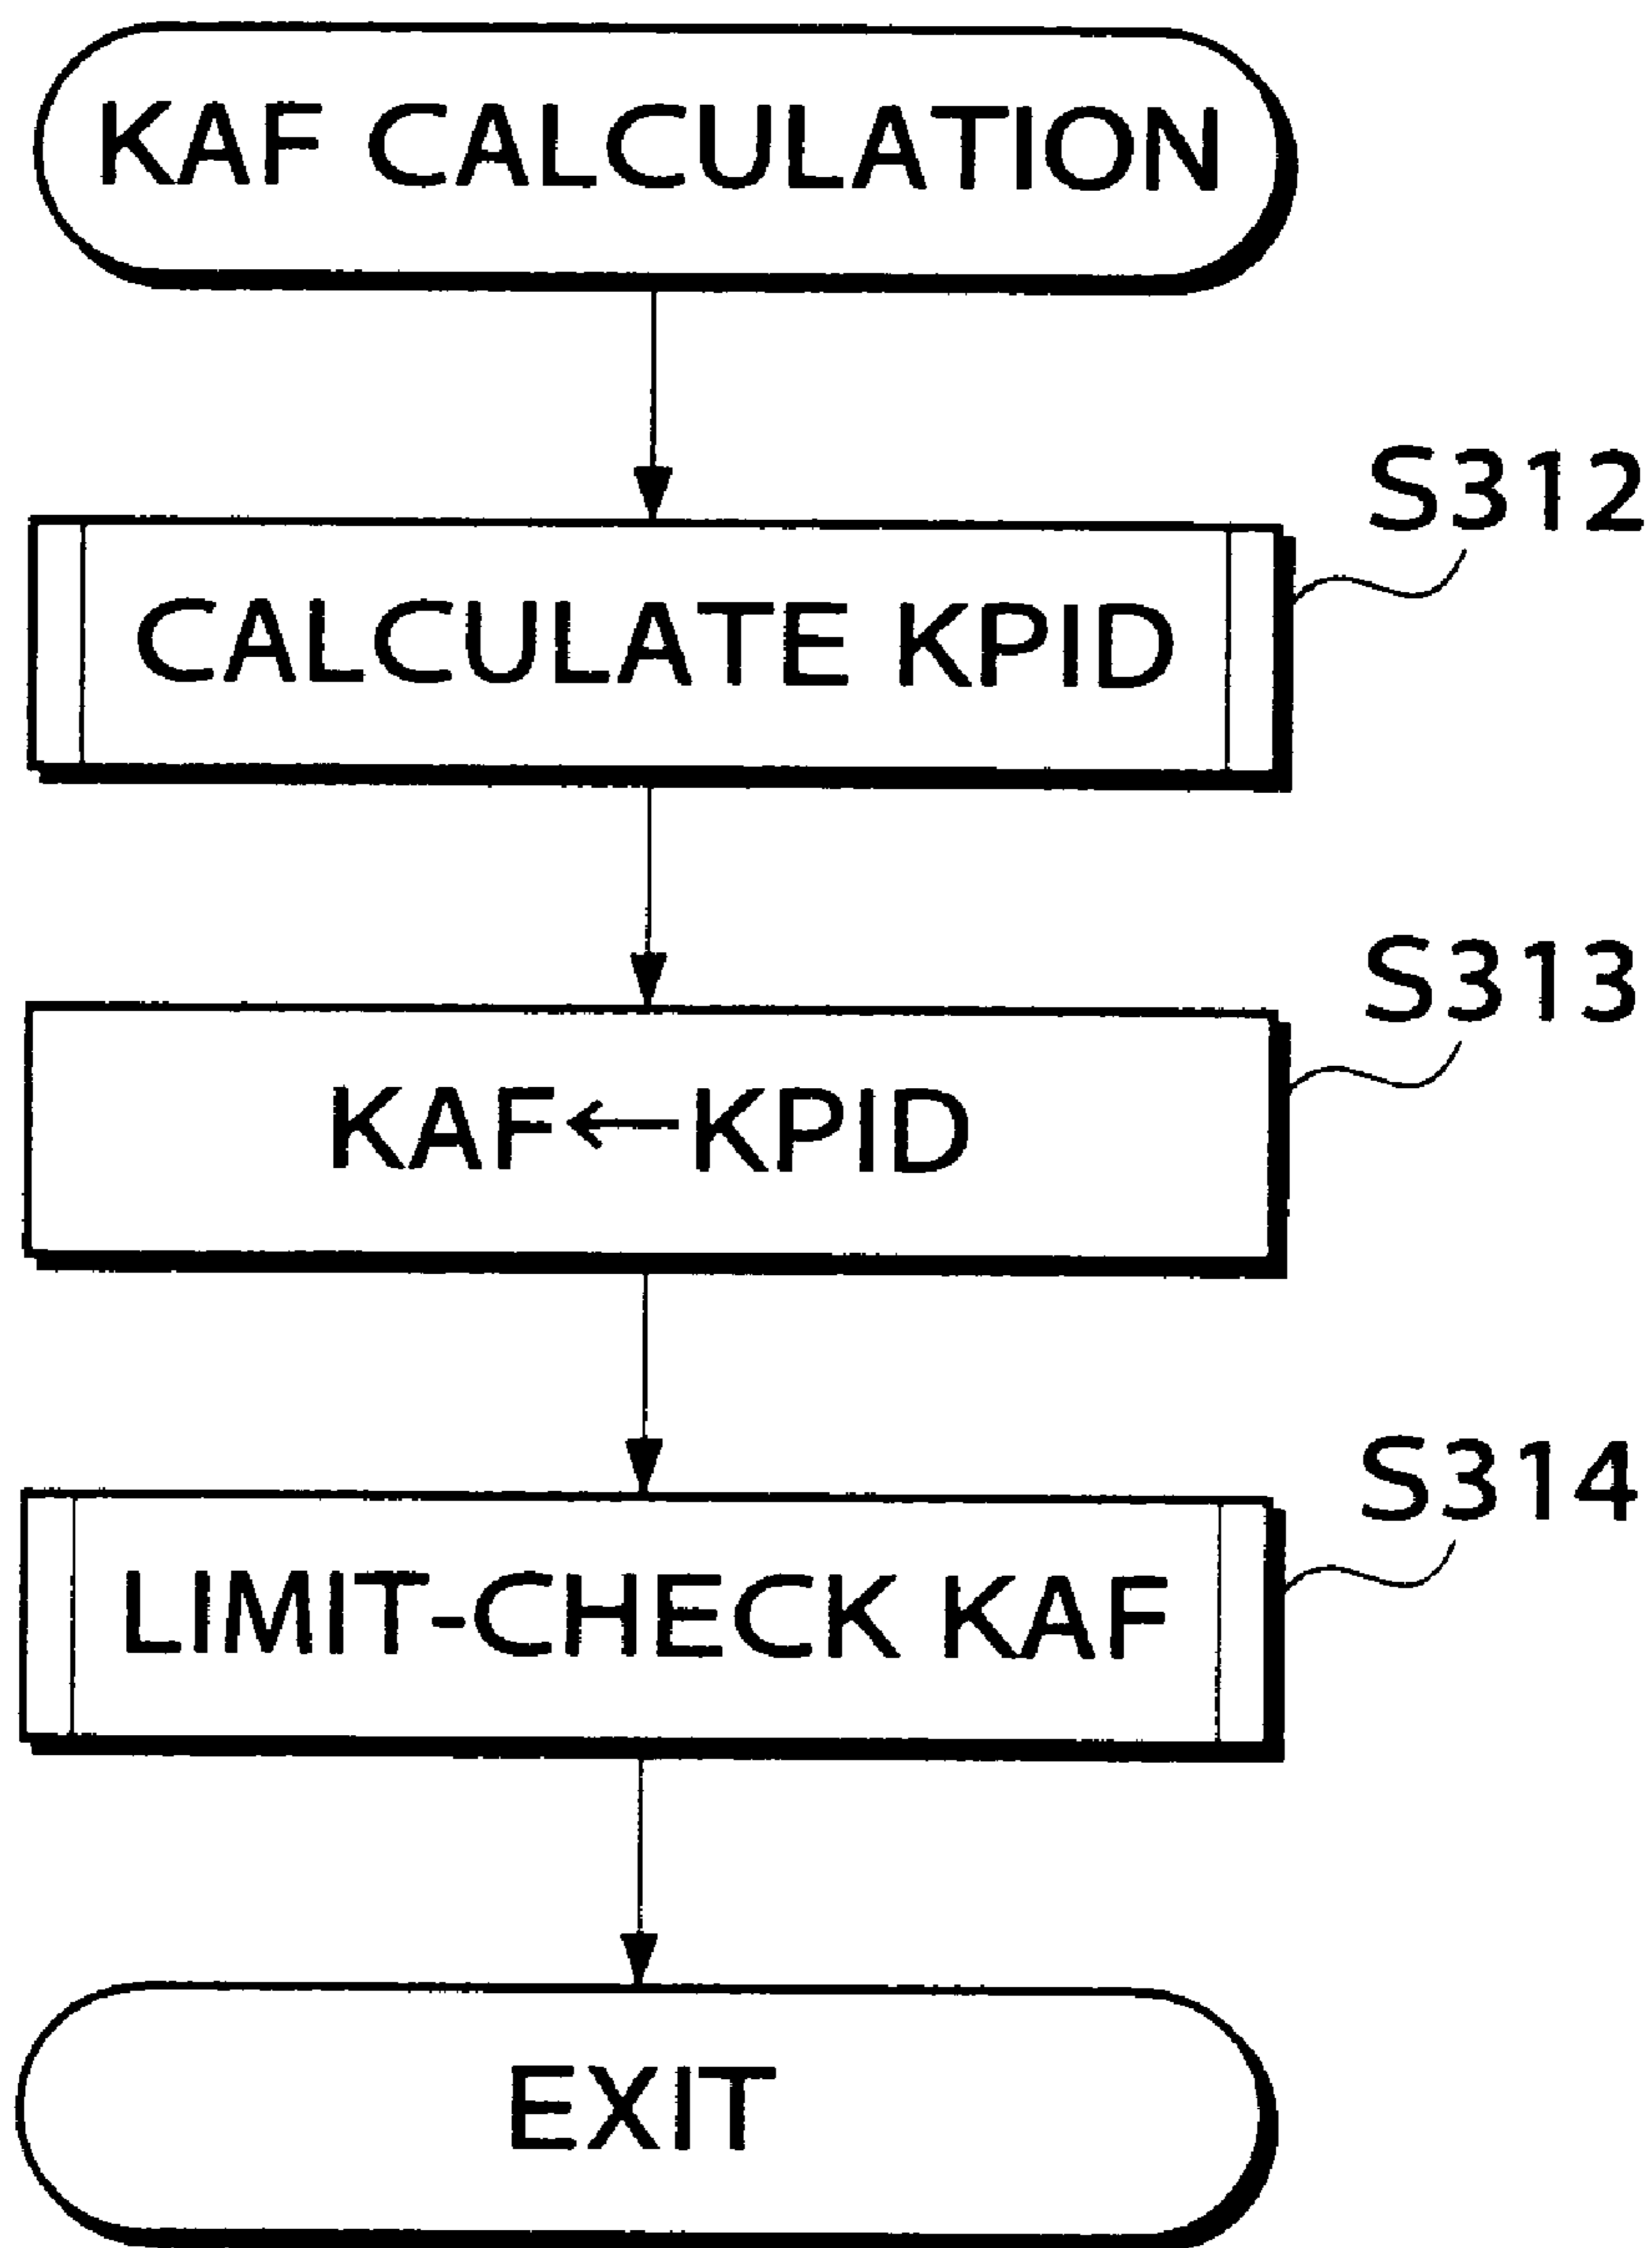 KAF CALCULATION
S312
CALCULATE KPID
S313
KAF←KPID
S314
LIMIT-CHECK KAF
EXIT